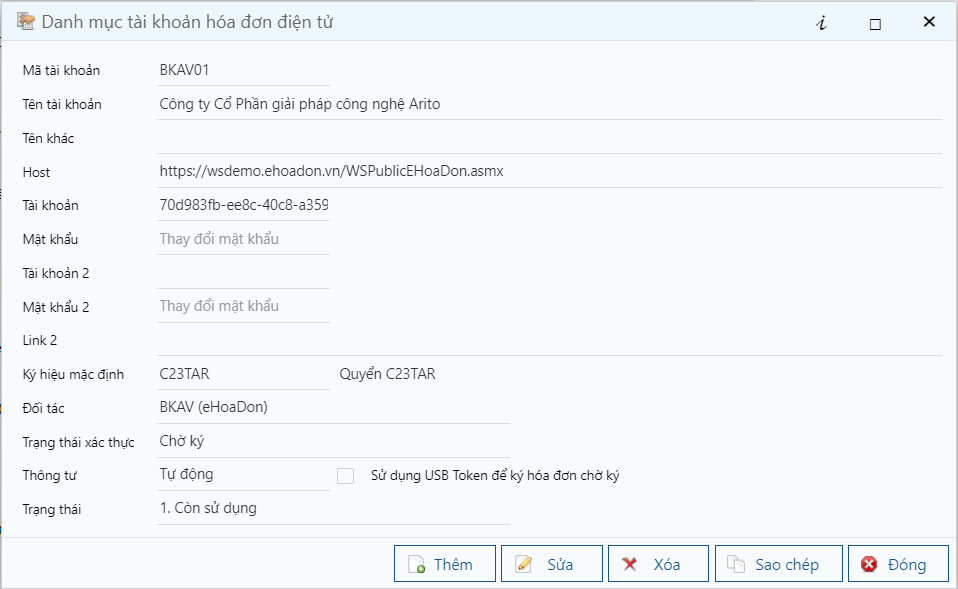 Danh mục tài khoản hóa đơn điện tử
Mã tài khoản BKAV01
Tên tài khoản Công ty Cổ Phần giải pháp công nghệ Arito
Tên khác
Host https://wsdemo.ehoadon.vn/WSPublicEHoaDon.asmx
Tài khoản 70d983fb-ee8c-40c8-a359
Mật khẩu Thay đổi mật khẩu
Tài khoản 2
Mật khẩu 2 Thay đổi mật khẩu
Link 2
Ký hiệu mặc định C23TAR Quyển C23TAR
Đối tác BKAV (eHoaDon)
Trạng thái xác thực Chờ ký
Thông tư Tự động Sử dụng USB Token để ký hóa đơn chờ ký
Trạng thái 1. Còn sử dụng
Thêm Sửa Xóa Sao chép Đóng